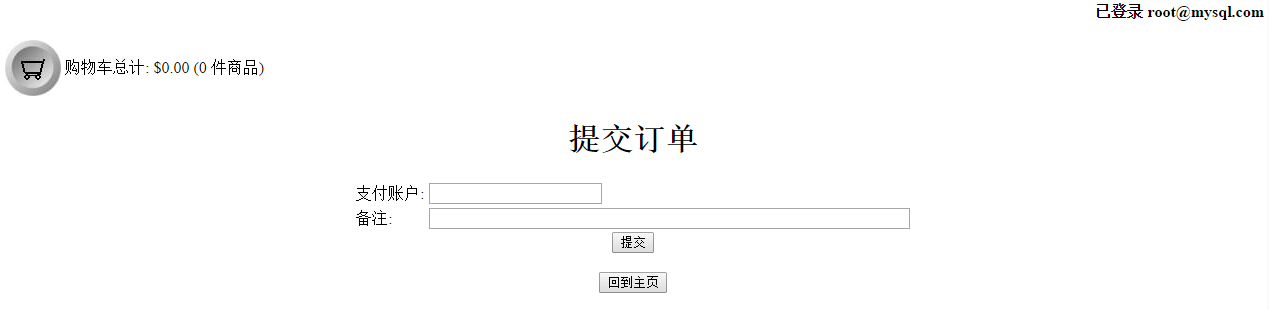 已登录 root@mysql.com
购物车总计: $0.00 (0 件商品)
提交订单
支付账户:
备注:
提交
回到主页